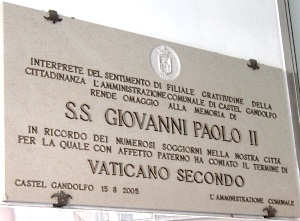 INTERPRETE DEL SENTIMENTO DI FILIALE GRATITUDINE DELLA
CITTADINANZA L'AMMINISTRAZIONE COMUNALE DI CASTEL GANDOLFO
RENDE OMAGGIO ALLA MEMORIA DI
S.S. GIOVANNI PAOLO II
IN RICORDO DEI NUMEROSI SOGGIORNI NELLA NOSTRA CITTÀ
PER LA QUALE CON AFFETTO PATERNO HA CONIATO IL TERMINE DI
VATICANO SECONDO
CASTEL GANDOLFO 15 8 2005 L'AMMINISTRAZIONE COMUNALE